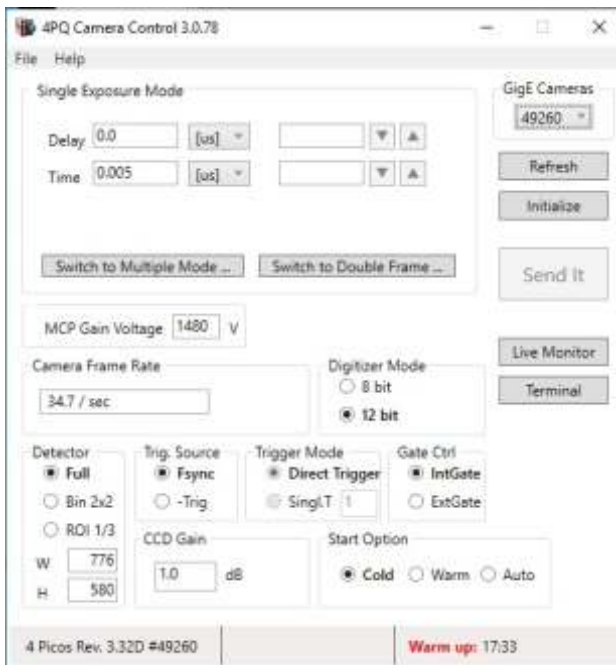 4PQ Camera Control 3.0.78
File Help
Single Exposure Mode
Delay 0.0 [us]
Time 0.005 [us]
Switch to Multiple Mode ... Switch to Double Frame ...
GigE Cameras
49260
Refresh
Initialize
Send It
Live Monitor
Terminal
MCP Gain Voltage 1480 V
Camera Frame Rate
34.7 / sec
Digitizer Mode
8 bit
12 bit
Detector
Full
Bin 2x2
ROI 1/3
W 776
H 580
Trig. Source
Fsync
-Trig
Trigger Mode
Direct Trigger
Singl.T 1
Gate Ctrl
IntGate
ExtGate
CCD Gain
1.0 dB
Start Option
Cold Warm Auto
4 Picos Rev. 3.32D #49260 Warm up: 17:33